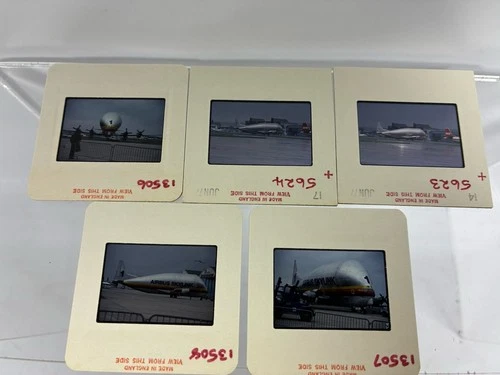 VIEW FROM THIS SIDE
MADE IN ENGLAND
13506
VIEW FROM THIS SIDE
MADE IN ENGLAND
5624
17
VIEW FROM THIS SIDE
MADE IN ENGLAND
5623
14
MADE IN ENGLAND
VIEW FROM THIS SIDE
13508
MADE IN ENGLAND
VIEW FROM THIS SIDE
13507